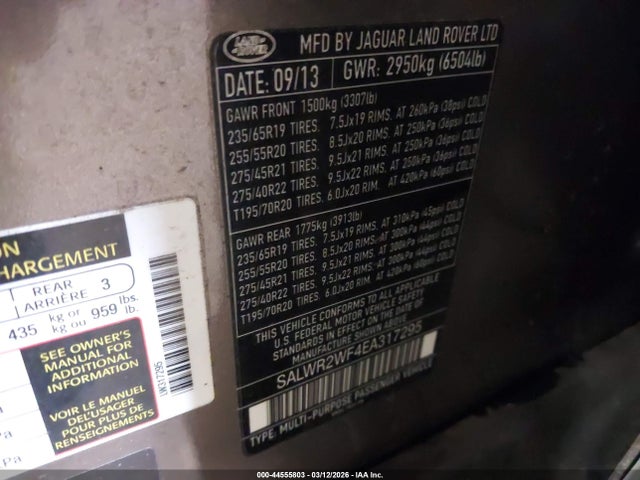 LAND
ROVER
MFD BY JAGUAR LAND ROVER LTD
DATE: 09/13 GWR: 2950kg (6504lb)
GAWR FRONT 1500kg (3307lb)
235/65R19 TIRES. 7.5Jx19 RIMS. AT 260kPa (38psi) COLD
255/55R20 TIRES. 8.5Jx20 RIMS. AT 250kPa (36psi) COLD
275/45R21 TIRES. 9.5Jx21 RIMS. AT 250kPa (36psi) COLD
275/40R22 TIRES. 9.5Jx22 RIMS. AT 250kPa (36psi) COLD
T195/70R20 TIRES. 6.0Jx20 RIM. AT 420kPa (60psi) COLD
GAWR REAR 1775kg (3913lb)
235/65R19 TIRES. 7.5Jx19 RIMS. AT 310kPa (45psi) COLD
255/55R20 TIRES. 8.5Jx20 RIMS. AT 300kPa (44psi) COLD
275/45R21 TIRES. 9.5Jx21 RIMS. AT 300kPa (44psi) COLD
275/40R22 TIRES. 9.5Jx22 RIMS. AT 300kPa (44psi) COLD
T195/70R20 TIRES. 6.0Jx20 RIM. AT 420kPa (60psi) COLD
THIS VEHICLE CONFORMS TO ALL APPLICABLE
U.S. FEDERAL MOTOR VEHICLE SAFETY
STANDARDS IN EFFECT ON THE DATE OF
MANUFACTURE SHOWN ABOVE.
SALWR2WF4EA317295
TYPE: MULTI-PURPOSE PASSENGER VEHICLE
ON
CHARGEMENT
REAR
ARRIÈRE 3
435 kg or 959 lbs.
kg ou lb.
SEE OWNER'S
MANUAL FOR
ADDITIONAL
INFORMATION
VOIR LE MANUEL
DE L'USAGER
POUR PLUS DE
RENSEIGNEMENTS
LW317295
000-44555803 - 03/12/2026 - IAA Inc.